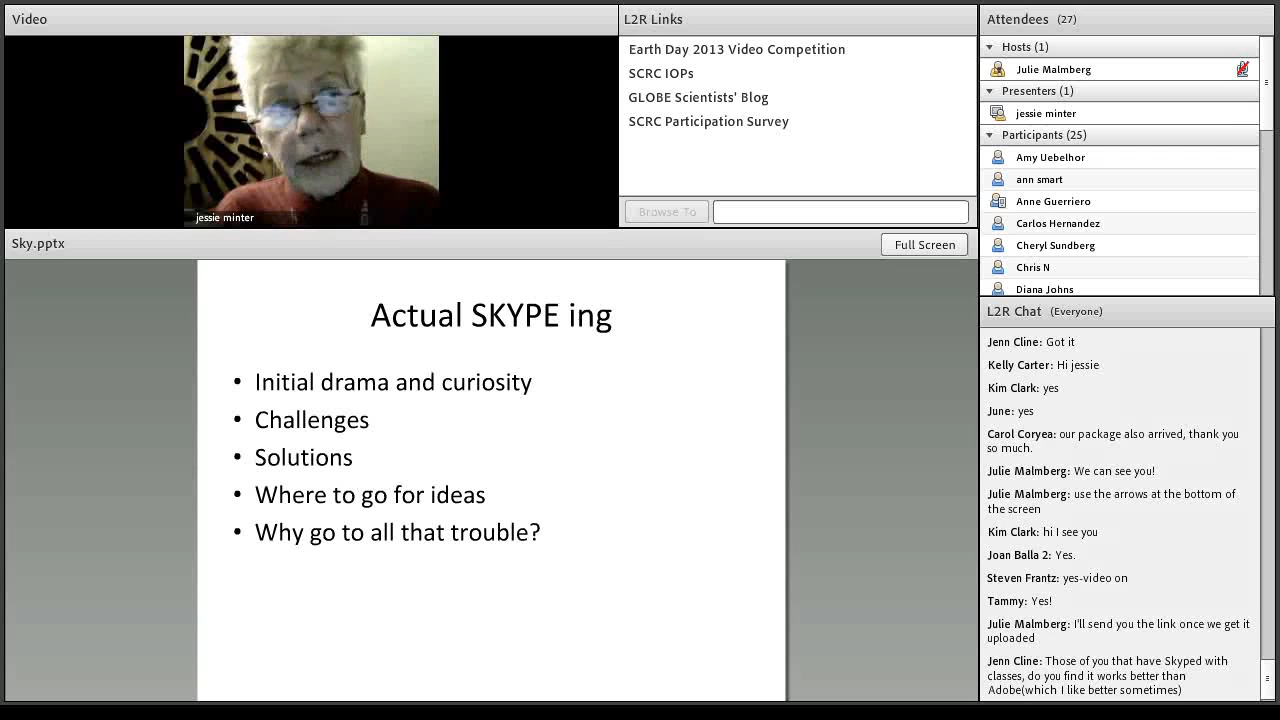 Video
jessie minter
L2R Links
Earth Day 2013 Video Competition
SCRC IOPs
GLOBE Scientists' Blog
SCRC Participation Survey
Browse To
Sky.pptx
Full Screen
Actual SKYPE ing
• Initial drama and curiosity
• Challenges
• Solutions
• Where to go for ideas
• Why go to all that trouble?
Attendees (27)
Hosts (1)
Julie Malmberg
Presenters (1)
jessie minter
Participants (25)
Amy Uebelhor
ann smart
Anne Guerriero
Carlos Hernandez
Cheryl Sundberg
Chris N
Diana Johns
L2R Chat (Everyone)
Jenn Cline: Got it
Kelly Carter: Hi jessie
Kim Clark: yes
June: yes
Carol Coryea: our package also arrived, thank you
so much.
Julie Malmberg: We can see you!
Julie Malmberg: use the arrows at the bottom of
the screen
Kim Clark: hi I see you
Joan Balla 2: Yes.
Steven Frantz: yes-video on
Tammy: Yes!
Julie Malmberg: I'll send you the link once we get it
uploaded
Jenn Cline: Those of you that have Skyped with
classes, do you find it works better than
Adobe(which I like better sometimes)